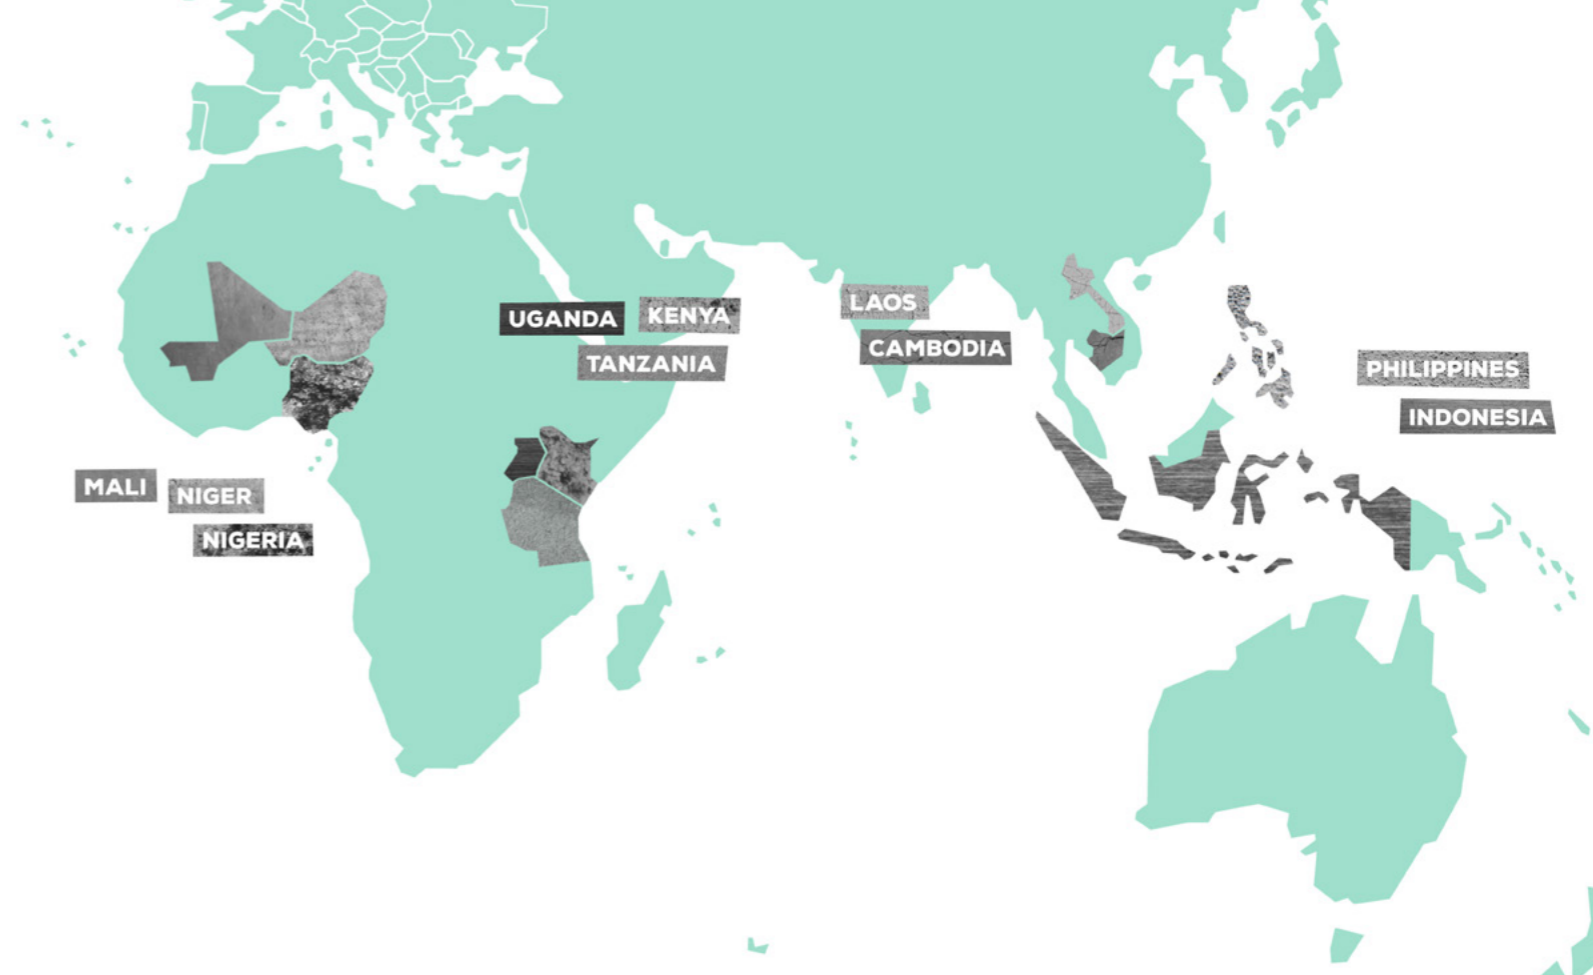 UGANDA
KENYA
TANZANIA
LAOS
CAMBODIA
PHILIPPINES
INDONESIA
MALI
NIGER
NIGERIA